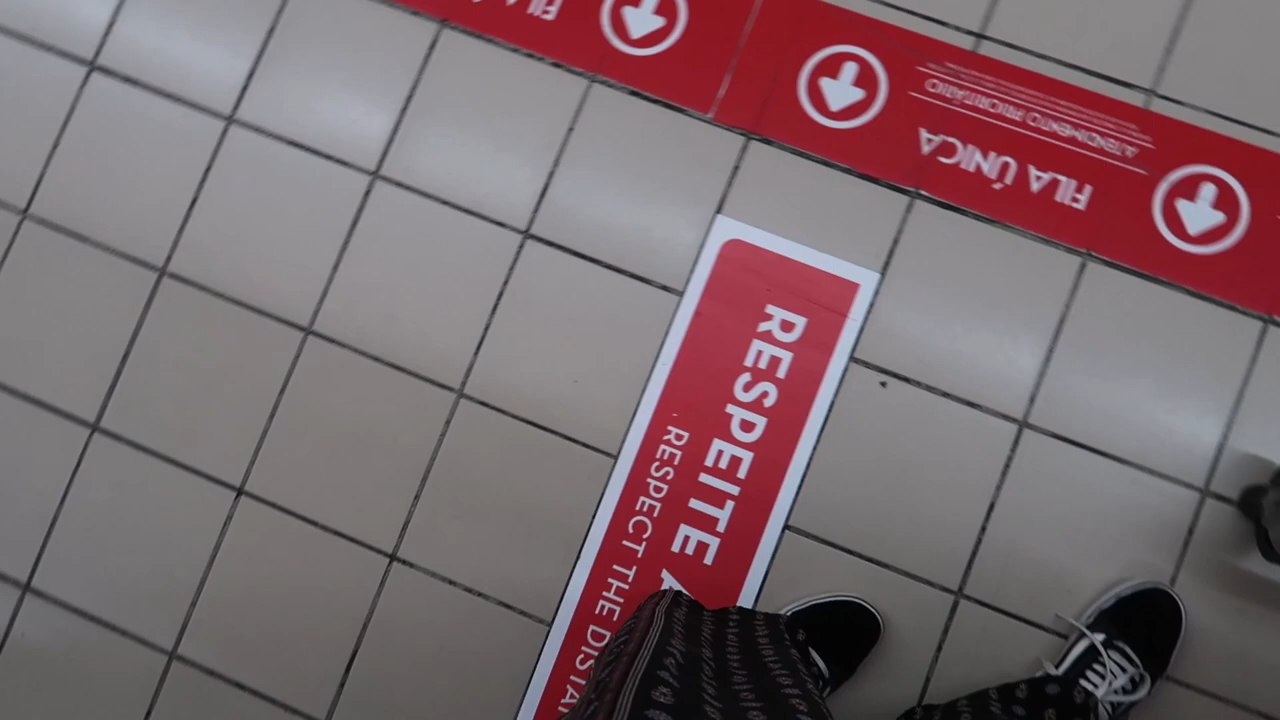 FILA ÚNICA
ATENDIMENTO PRIORITÁRIO
RESPEITE A
RESPECT THE DISTA